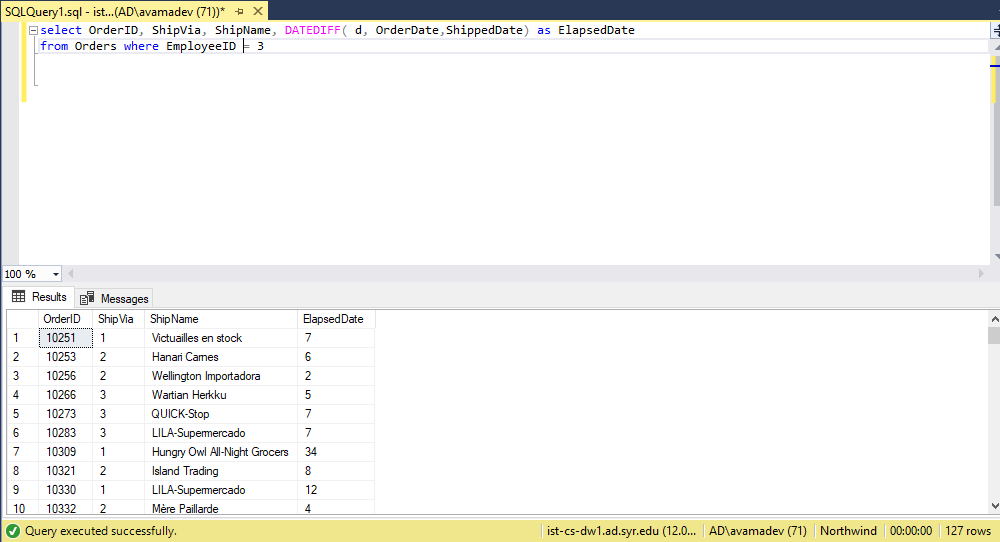 SQLQuery1.sql - ist...(AD\avamadev (71))*
select OrderID, ShipVia, ShipName, DATEDIFF( d, OrderDate,ShippedDate) as ElapsedDate
from Orders where EmployeeID = 3
100 %
Results Messages
OrderID ShipVia ShipName ElapsedDate
1 10251 1 Victuailles en stock 7
2 10253 2 Hanari Carnes 6
3 10256 2 Wellington Importadora 2
4 10266 3 Wartian Herkku 5
5 10273 3 QUICK-Stop 7
6 10283 3 LILA-Supermercado 7
7 10309 1 Hungry Owl All-Night Grocers 34
8 10321 2 Island Trading 8
9 10330 1 LILA-Supermercado 12
10 10332 2 Mère Paillarde 4
Query executed successfully. ist-cs-dw1.ad.syr.edu (12.0... AD\avamadev (71) Northwind 00:00:00 127 rows